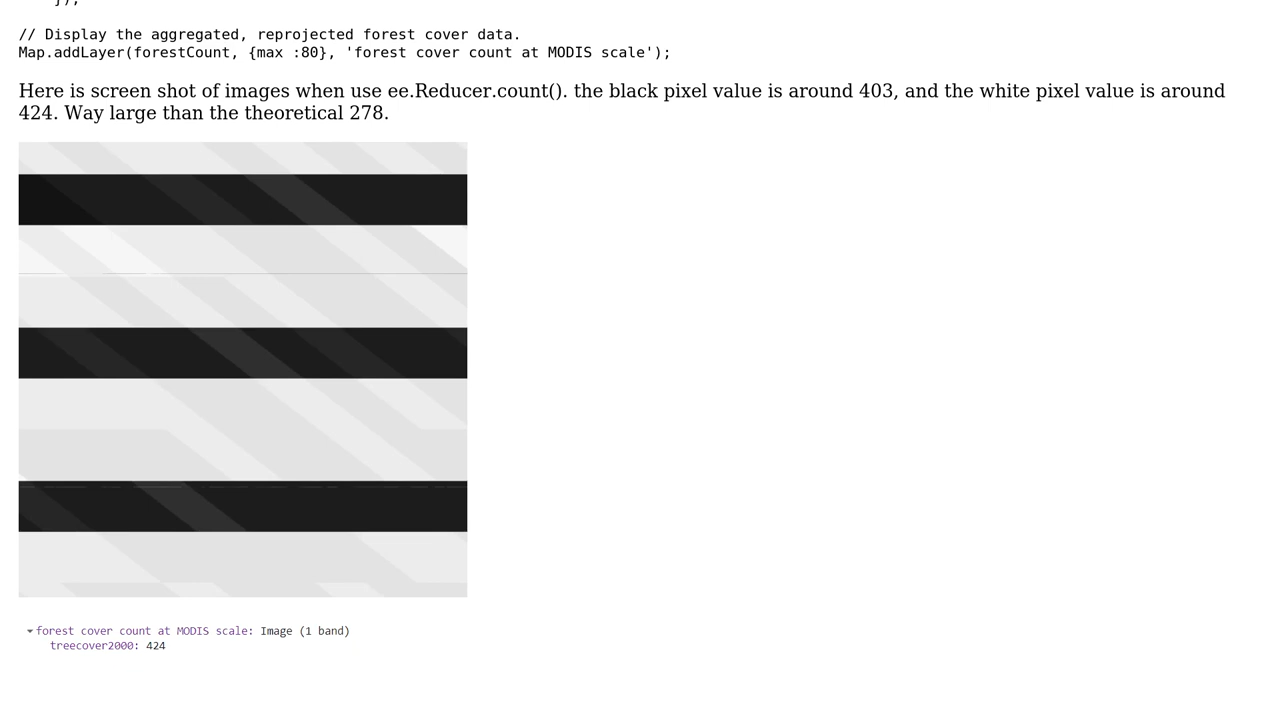 });
// Display the aggregated, reprojected forest cover data.
Map.addLayer(forestCount, {max :80}, 'forest cover count at MODIS scale');
Here is screen shot of images when use ee.Reducer.count(). the black pixel value is around 403, and the white pixel value is around
424. Way large than the theoretical 278.
forest cover count at MODIS scale: Image (1 band)
treecover2000: 424